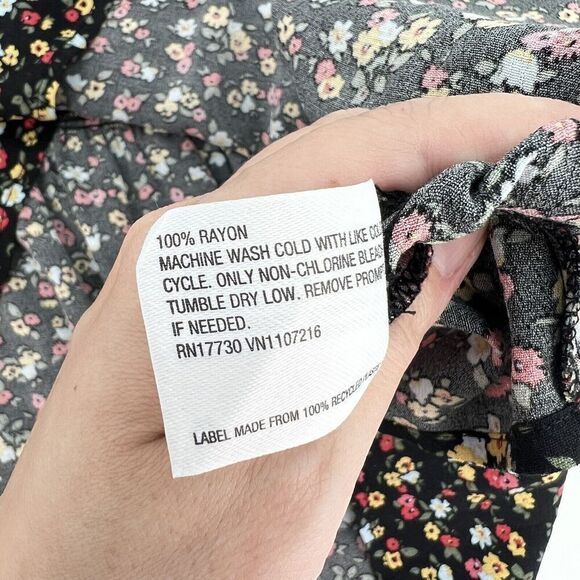 100% RAYON
MACHINE WASH COLD WITH LIKE
CYCLE. ONLY NON-CHLORINE
TUMBLE DRY LOW. REMOVE
IF NEEDED.
RN17730 VN1107216
LABEL MADE FROM 100% RECYCLED